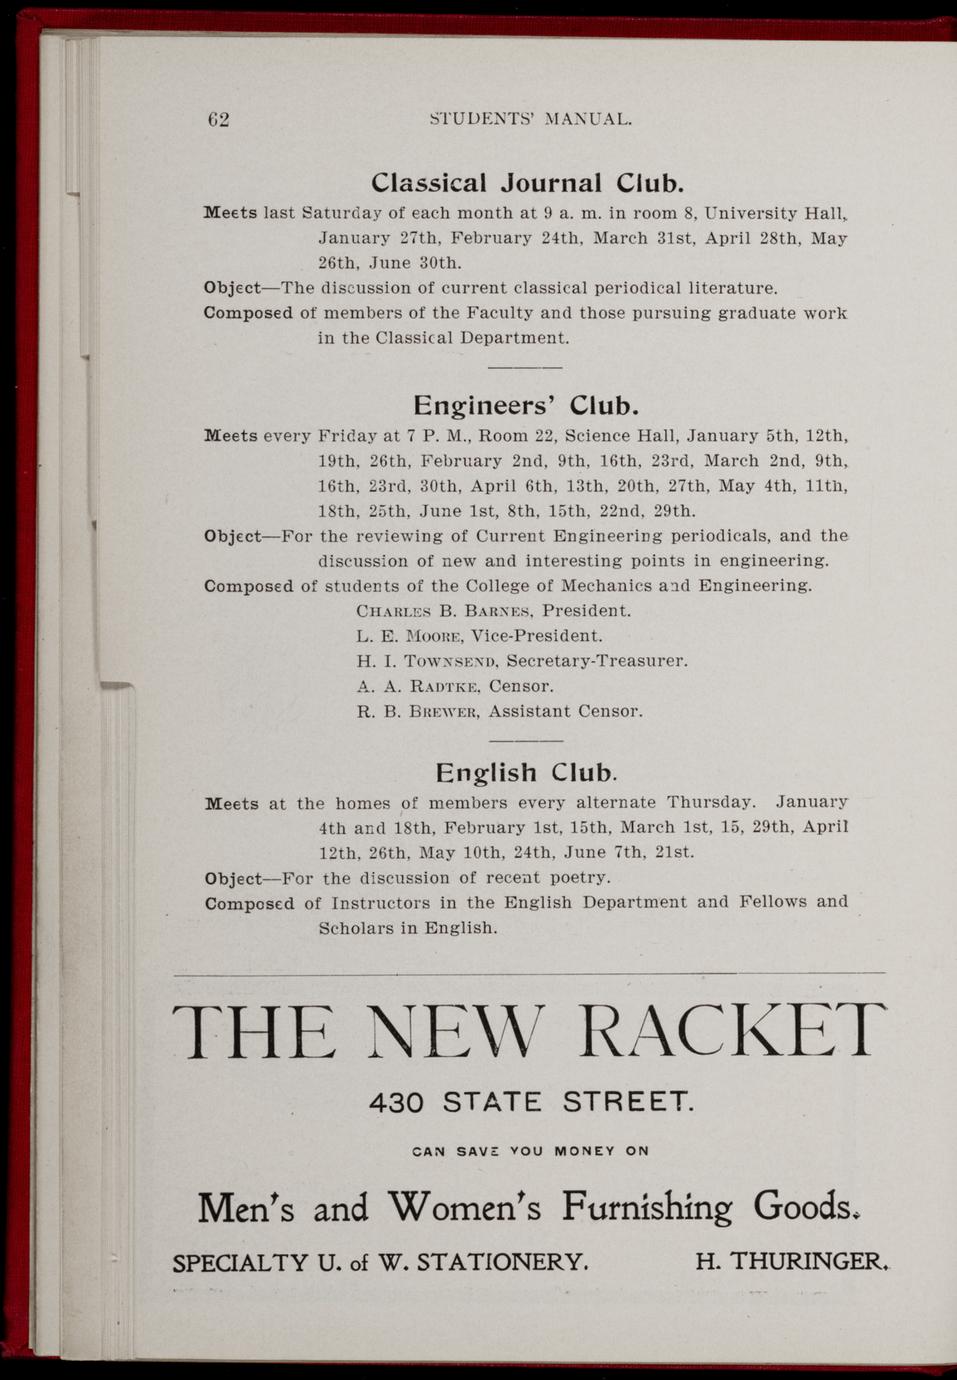 62 STUDENTS' MANUAL.
Classical Journal Club.
Meets last Saturday of each month at 9 a. m. in room 8, University Hall,
January 27th, February 24th, March 31st, April 28th, May
26th, June 30th.
Object—The discussion of current classical periodical literature.
Composed of members of the Faculty and those pursuing graduate work
in the Classical Department.
Engineers' Club.
Meets every Friday at 7 P. M., Room 22, Science Hall, January 5th, 12th,
19th, 26th, February 2nd, 9th, 16th, 23rd, March 2nd, 9th,
16th, 23rd, 30th, April 6th, 13th, 20th, 27th, May 4th, 11th,
18th, 25th, June 1st, 8th, 15th, 22nd, 29th.
Object—For the reviewing of Current Engineering periodicals, and the
discussion of new and interesting points in engineering.
Composed of students of the College of Mechanics and Engineering.
CHARLES B. BARNES, President.
L. E. MOORE, Vice-President.
H. I. TOWNSEND, Secretary-Treasurer.
A. A. RADTKE, Censor.
R. B. BREWER, Assistant Censor.
English Club.
Meets at the homes of members every alternate Thursday. January
4th and 18th, February 1st, 15th, March 1st, 15, 29th, April
12th, 26th, May 10th, 24th, June 7th, 21st.
Object—For the discussion of recent poetry.
Composed of Instructors in the English Department and Fellows and
Scholars in English.
THE NEW RACKET
430 STATE STREET.
CAN SAVE YOU MONEY ON
Men's and Women's Furnishing Goods.
SPECIALTY U. of W. STATIONERY. H. THURINGER.